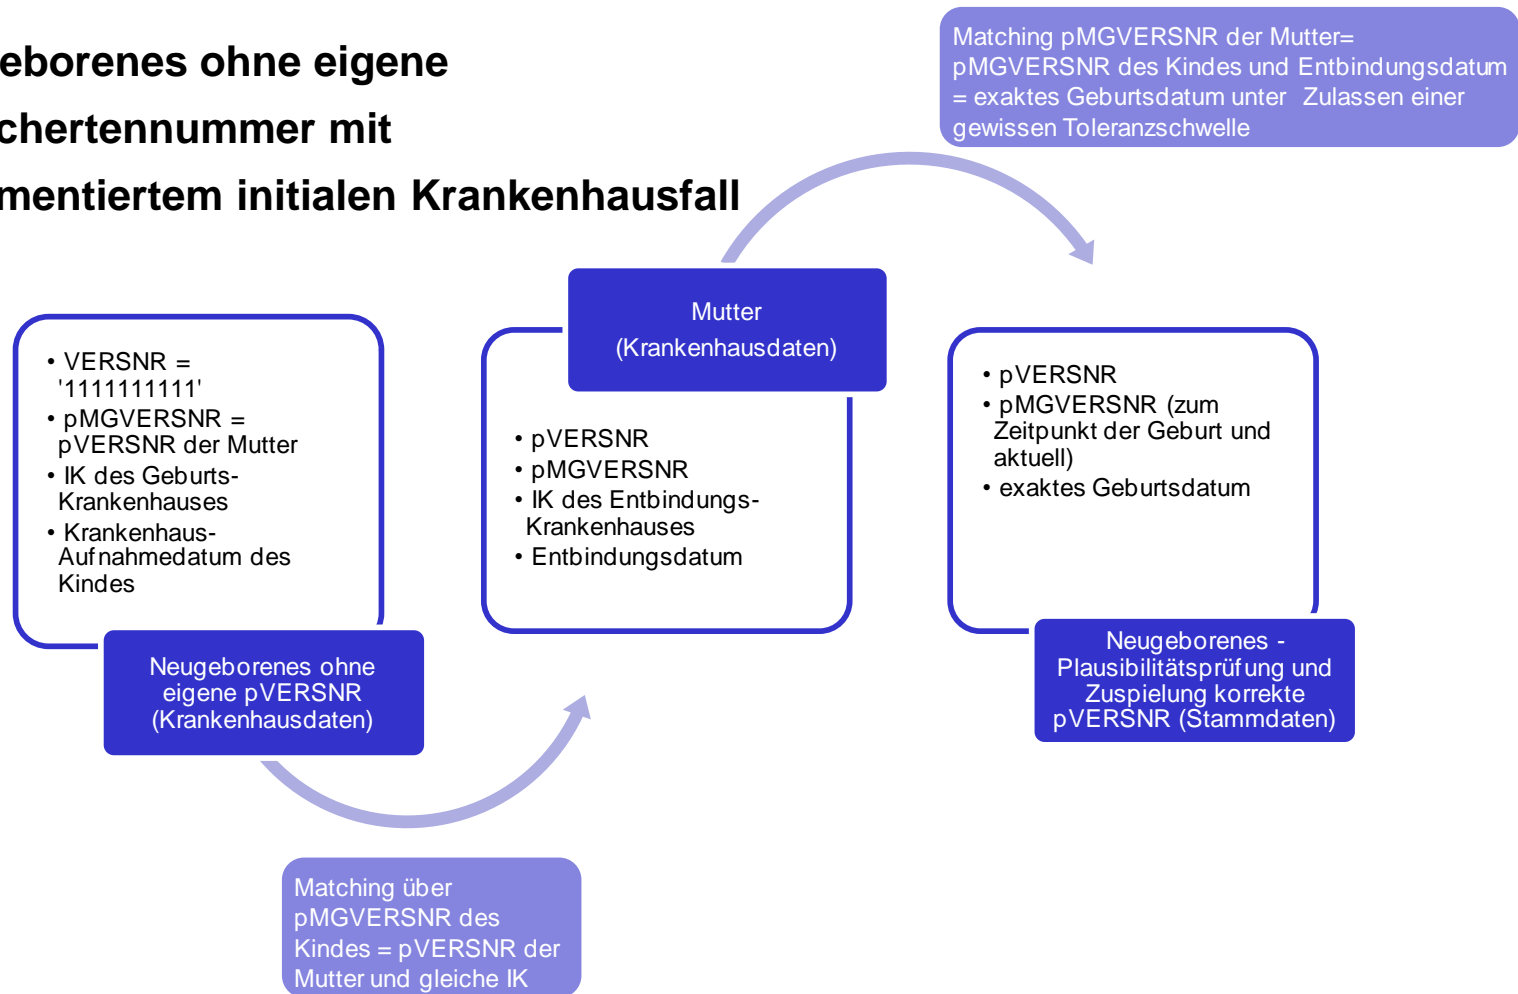 eborenes ohne eigene
chertennummer mit
mentiertem initialen Krankenhausfall
Matching pMGVERSNR der Mutter=
pMGVERSNR des Kindes und Entbindungsdatum
= exaktes Geburtsdatum unter Zulassen einer
gewissen Toleranzschwelle
• VERSNR =
'1111111111'
• pMGVERSNR =
pVERSNR der Mutter
• IK des Geburts-
Krankenhauses
• Krankenhaus-
Aufnahmedatum des
Kindes
Neugeborenes ohne
eigene pVERSNR
(Krankenhausdaten)
Mutter
(Krankenhausdaten)
• pVERSNR
• pMGVERSNR
• IK des Entbindungs-
Krankenhauses
• Entbindungsdatum
• pVERSNR
• pMGVERSNR (zum
Zeitpunkt der Geburt und
aktuell)
• exaktes Geburtsdatum
Neugeborenes -
Plausibilitätsprüfung und
Zuspielung korrekte
pVERSNR (Stammdaten)
Matching über
pMGVERSNR des
Kindes = pVERSNR der
Mutter und gleiche IK